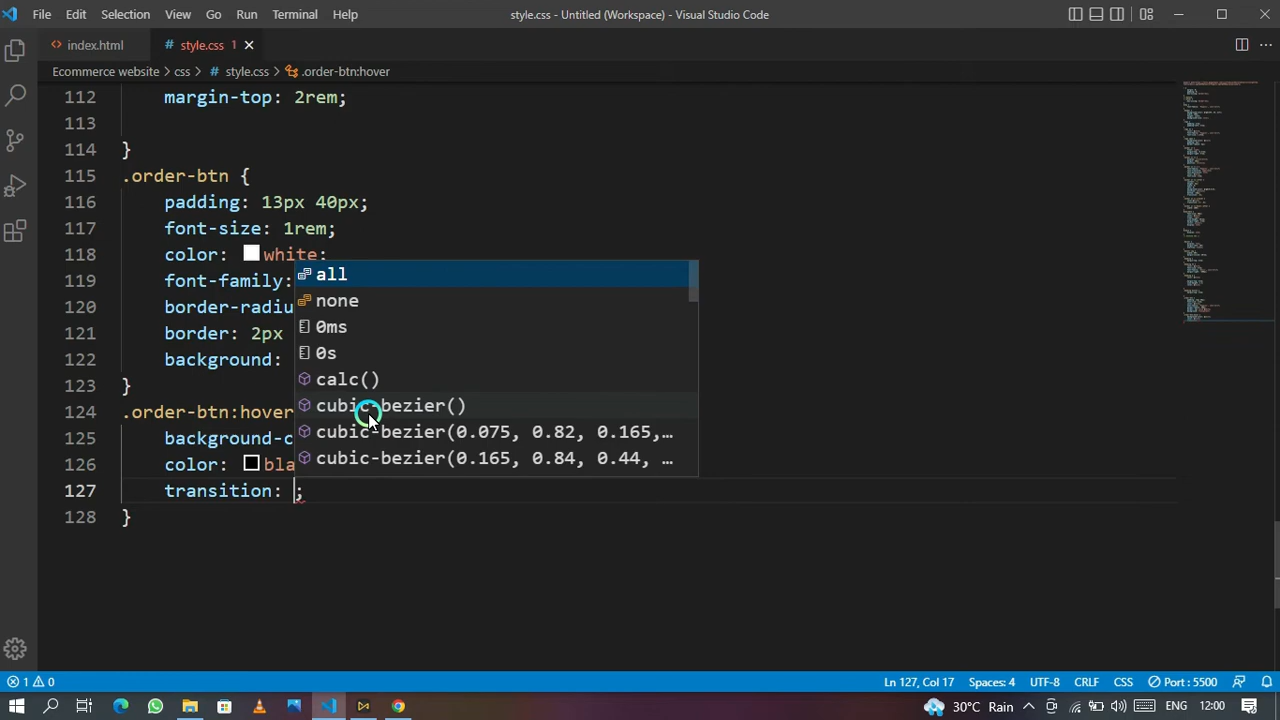 File Edit Selection View Go Run Terminal Help style.css - Untitled (Workspace) - Visual Studio Code
index.html # style.css 1
Ecommerce website > css > # style.css > .order-btn:hover
112 margin-top: 2rem;
113
114 }
115 .order-btn {
116 padding: 13px 40px;
117 font-size: 1rem;
118 color: white;
119 font-family:
120 border-radiu
121 border: 2px
122 background:
123 }
124 .order-btn:hover
125 background-c
126 color: bla
127 transition: ;
128 }
all
none
0ms
0s
calc()
cubic-bezier()
cubic-bezier(0.075, 0.82, 0.165,…
cubic-bezier(0.165, 0.84, 0.44, …
1 0 Ln 127, Col 17 Spaces: 4 UTF-8 CRLF CSS Port : 5500
30°C Rain ENG 12:00